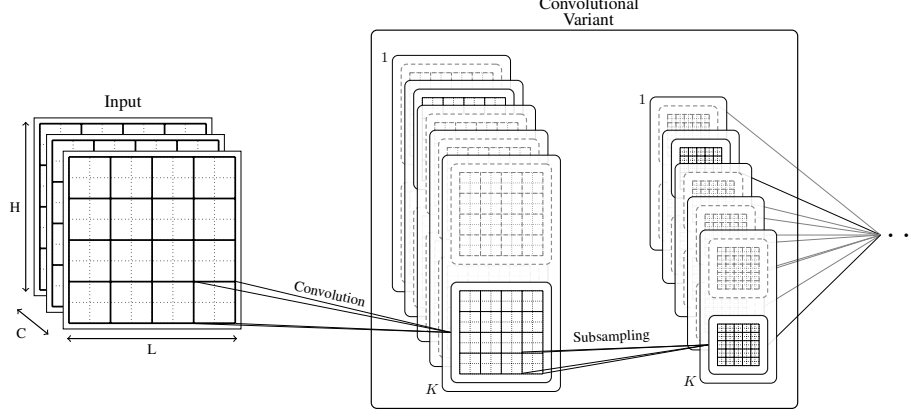 Convolutional
Variant
1
1
Input
H
Convolution
Subsampling
C
L
K
K